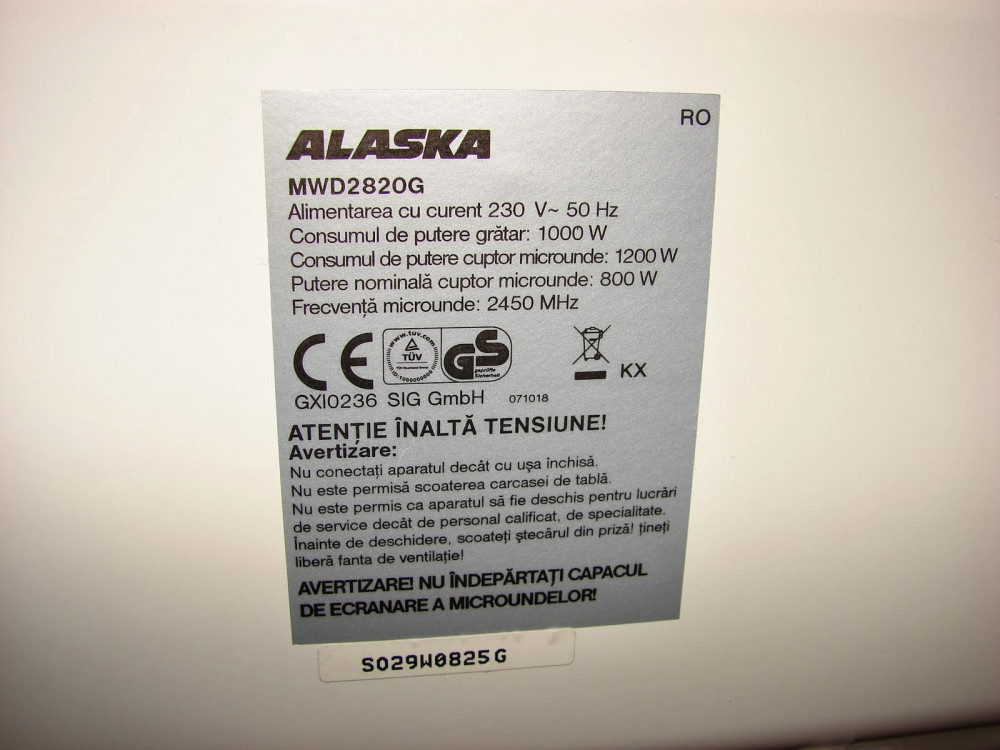 RO
ALASKA
MWD2820G
Alimentarea cu curent 230 V~ 50 Hz
Consumul de putere grătar: 1000 W
Consumul de putere cuptor microunde: 1200 W
Putere nominală cuptor microunde: 800 W
Frecvență microunde: 2450 MHz
CE
www.tuv.com
TÜV
ID:1000000000
GS
geprüfte
Sicherheit
KX
GXI0236 SIG GmbH 071018
ATENȚIE ÎNALTĂ TENSIUNE!
Avertizare:
Nu conectați aparatul decât cu ușa închisă.
Nu este permisă scoaterea carcasei de tablă.
Nu este permis ca aparatul să fie deschis pentru lucrări
de service decât de personal calificat, de specialitate.
Înainte de deschidere, scoateți ștecărul din priză! țineți
liberă fanta de ventilație!
AVERTIZARE! NU ÎNDEPĂRTAȚI CAPACUL
DE ECRANARE A MICROUNDELOR!
S029W0825G